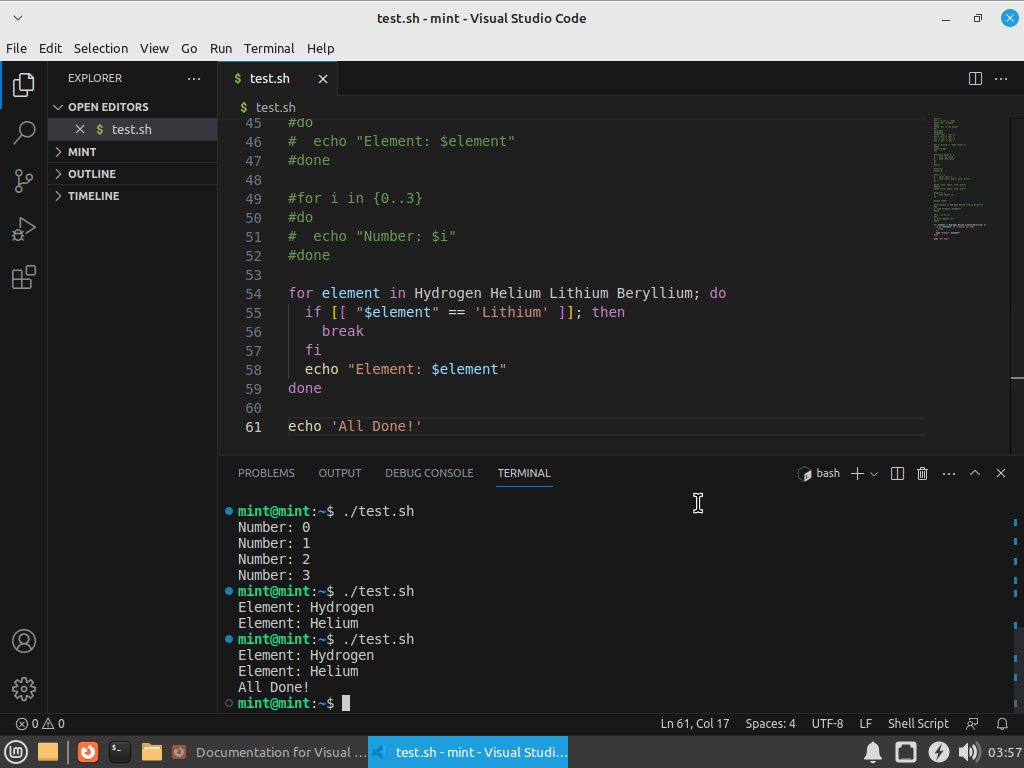 test.sh - mint - Visual Studio Code
File Edit Selection View Go Run Terminal Help
EXPLORER
test.sh
OPEN EDITORS
test.sh
$ test.sh
MINT
OUTLINE
TIMELINE
$ test.sh
45 #do
46 #  echo "Element: $element"
47 #done
48
49 #for i in {0..3}
50 #do
51 #  echo "Number: $i"
52 #done
53
54 for element in Hydrogen Helium Lithium Beryllium; do
55   if [[ "$element" == 'Lithium' ]]; then
56     break
57   fi
58   echo "Element: $element"
59 done
60
61 echo 'All Done!'
PROBLEMS OUTPUT DEBUG CONSOLE TERMINAL bash
mint@mint:~$ ./test.sh
Number: 0
Number: 1
Number: 2
Number: 3
mint@mint:~$ ./test.sh
Element: Hydrogen
Element: Helium
mint@mint:~$ ./test.sh
Element: Hydrogen
Element: Helium
All Done!
mint@mint:~$
0 0 Ln 61, Col 17 Spaces: 4 UTF-8 LF Shell Script
Documentation for Visual ... test.sh - mint - Visual Studi... 03:57